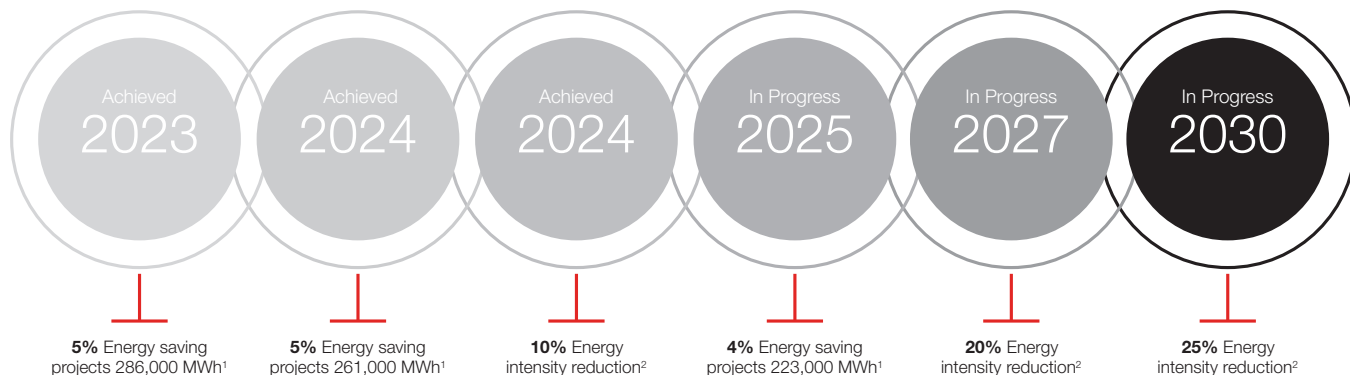 Achieved
2023
Achieved
2024
Achieved
2024
In Progress
2025
In Progress
2027
In Progress
2030
5% Energy saving
projects 286,000 MWh¹
5% Energy saving
projects 261,000 MWh¹
10% Energy
intensity reduction²
4% Energy saving
projects 223,000 MWh¹
20% Energy
intensity reduction²
25% Energy
intensity reduction²